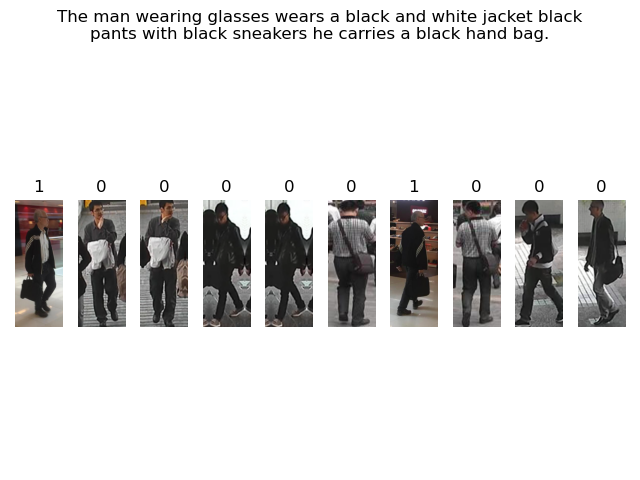 The man wearing glasses wears a black and white jacket black
pants with black sneakers he carries a black hand bag.
1 0 0 0 0 0 1 0 0 0